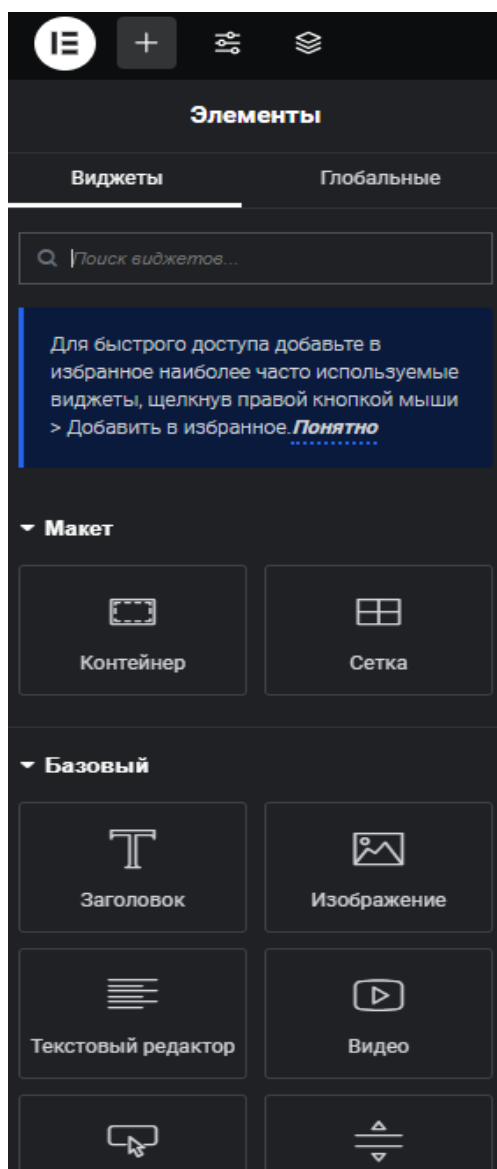 Элементы
Виджеты
Глобальные
Поиск виджетов...
Для быстрого доступа добавьте в
избранное наиболее часто используемые
виджеты, щелкнув правой кнопкой мыши
> Добавить в избранное. Понятно
Макет
Контейнер
Сетка
Базовый
Заголовок
Изображение
Текстовый редактор
Видео